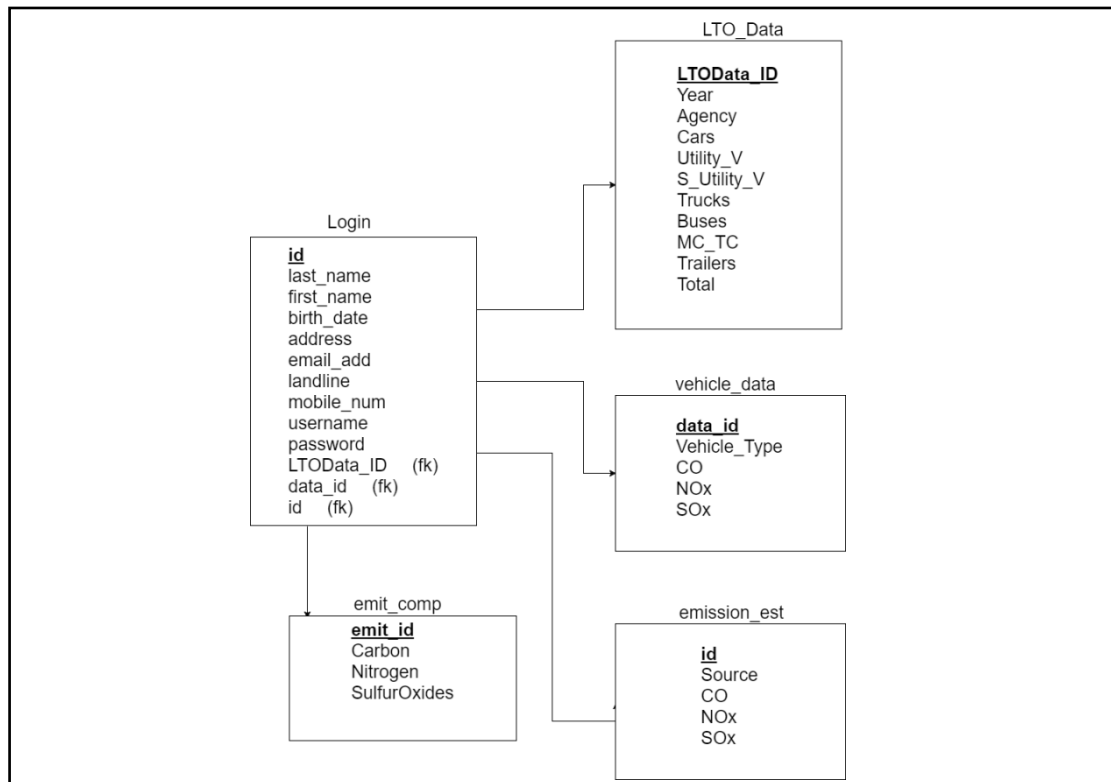 LTO_Data
LTOData_ID
Year
Agency
Cars
Utility_V
S_Utility_V
Trucks
Buses
MC_TC
Trailers
Total
Login
id
last_name
first_name
birth_date
address
email_add
landline
mobile_num
username
password
LTOData_ID (fk)
data_id (fk)
id (fk)
vehicle_data
data_id
Vehicle_Type
CO
NOx
SOx
emit_comp
emit_id
Carbon
Nitrogen
SulfurOxides
emission_est
id
Source
CO
NOx
SOx